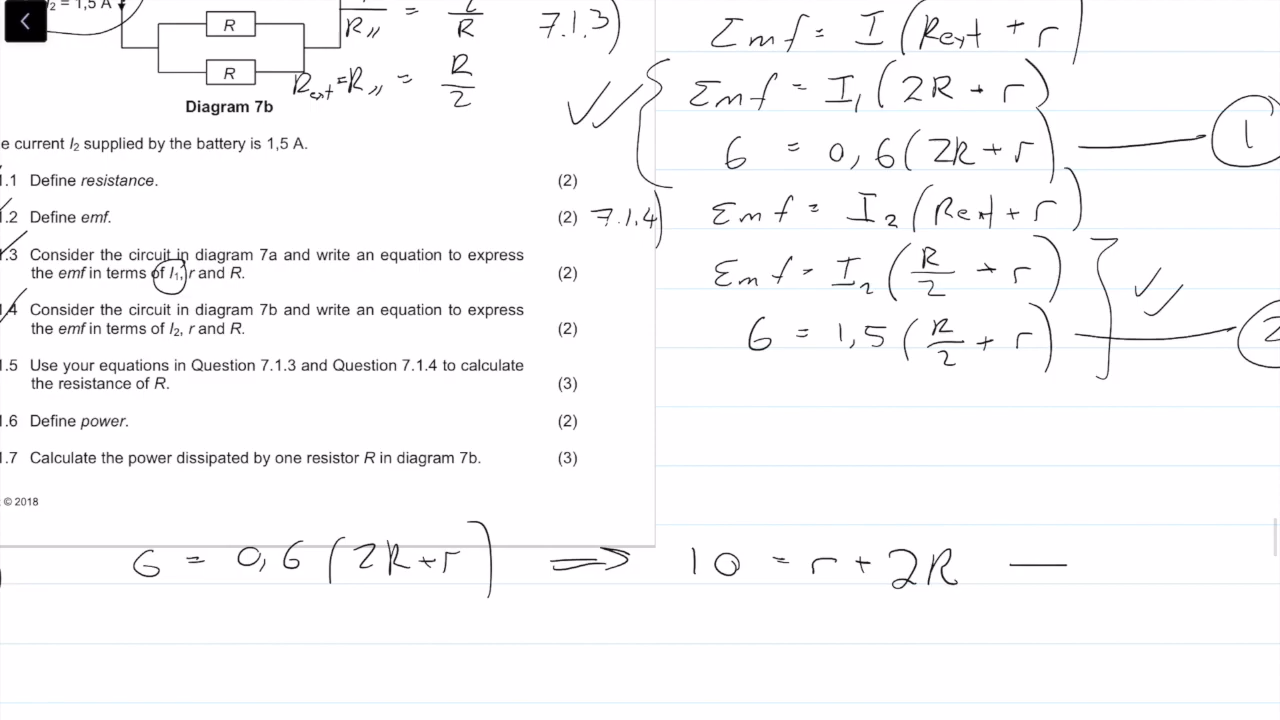 I₂ = 1,5 A
R
R
Diagram 7b
R// = R
Rext = R// = R/2
e current I₂ supplied by the battery is 1,5 A.
1.1 Define resistance. (2)
1.2 Define emf. (2)
1.3 Consider the circuit in diagram 7a and write an equation to express
the emf in terms of I₁, r and R. (2)
1.4 Consider the circuit in diagram 7b and write an equation to express
the emf in terms of I₂, r and R. (2)
1.5 Use your equations in Question 7.1.3 and Question 7.1.4 to calculate
the resistance of R. (3)
1.6 Define power. (2)
1.7 Calculate the power dissipated by one resistor R in diagram 7b. (3)
© 2018
7.1.3) Emf = I(Rext + r)
Emf = I₁(2R + r)
6 = 0,6(2R + r) 1
7.1.4) Emf = I₂(Rext + r)
Emf = I₂(R/2 + r)
6 = 1,5(R/2 + r) 2
6 = 0,6(2R+r) ⇒ 10 = r + 2R —